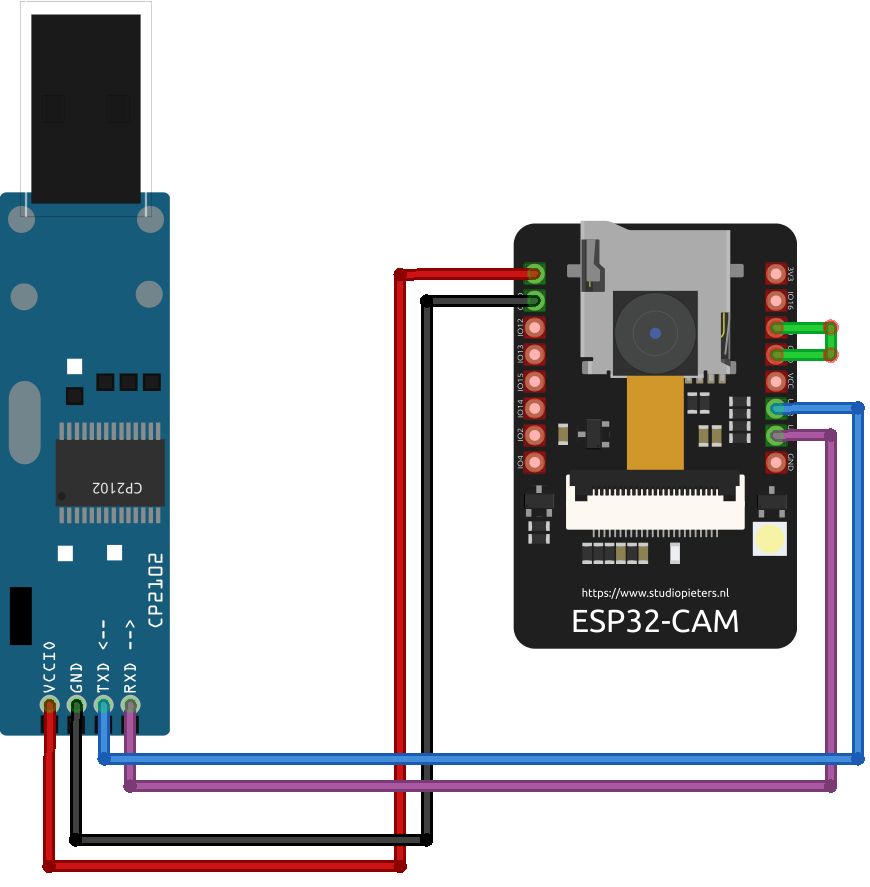 CP2102
CP2102
VCCIO
GND
TXD <--
RXD -->
IO12
IO13
IO15
IO14
IO2
IO4
3V3
IO16
VCC
GND
https://www.studiopieters.nl
ESP32-CAM